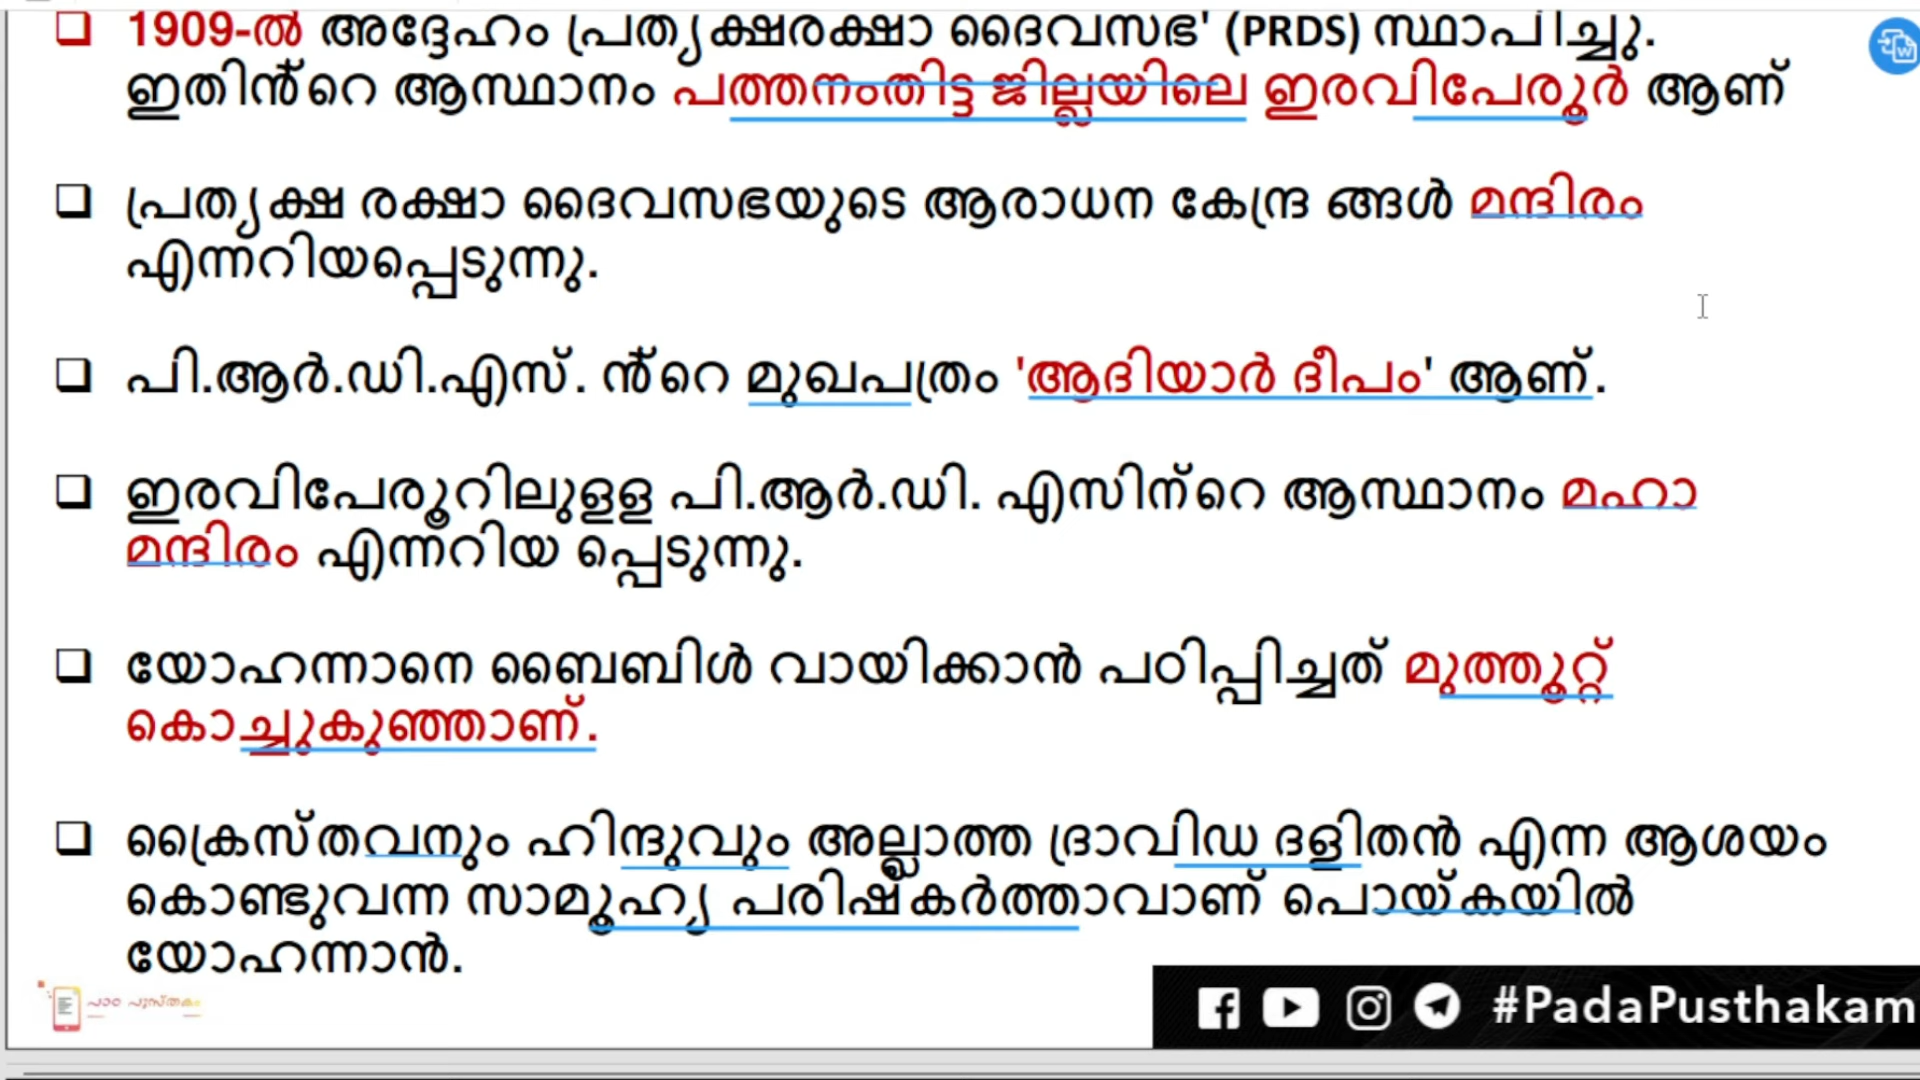 ❑ 1909-ൽ അദ്ദേഹം പ്രത്യക്ഷരക്ഷാ ദൈവസഭ' (PRDS) സ്ഥാപിച്ചു.
ഇതിൻ്റെ ആസ്ഥാനം പത്തനംതിട്ട ജില്ലയിലെ ഇരവിപേരൂർ ആണ്
❑ പ്രത്യക്ഷ രക്ഷാ ദൈവസഭയുടെ ആരാധന കേന്ദ്ര ങ്ങൾ മന്ദിരം
എന്നറിയപ്പെടുന്നു.
❑ പി.ആർ.ഡി.എസ്. ൻ്റെ മുഖപത്രം 'ആദിയാർ ദീപം' ആണ്.
❑ ഇരവിപേരൂറിലുളള പി.ആർ.ഡി. എസിന്റെ ആസ്ഥാനം മഹാ
മന്ദിരം എന്നറിയ പ്പെടുന്നു.
❑ യോഹന്നാനെ ബൈബിൾ വായിക്കാൻ പഠിപ്പിച്ചത് മുത്തൂറ്റ്
കൊച്ചുകുഞ്ഞാണ്.
❑ ക്രൈസ്തവനും ഹിന്ദുവും അല്ലാത്ത ദ്രാവിഡ ദളിതൻ എന്ന ആശയം
കൊണ്ടുവന്ന സാമൂഹ്യ പരിഷ്കർത്താവാണ് പൊയ്കയിൽ
യോഹന്നാൻ.
പാഠ പുസ്തകം
#PadaPusthakam